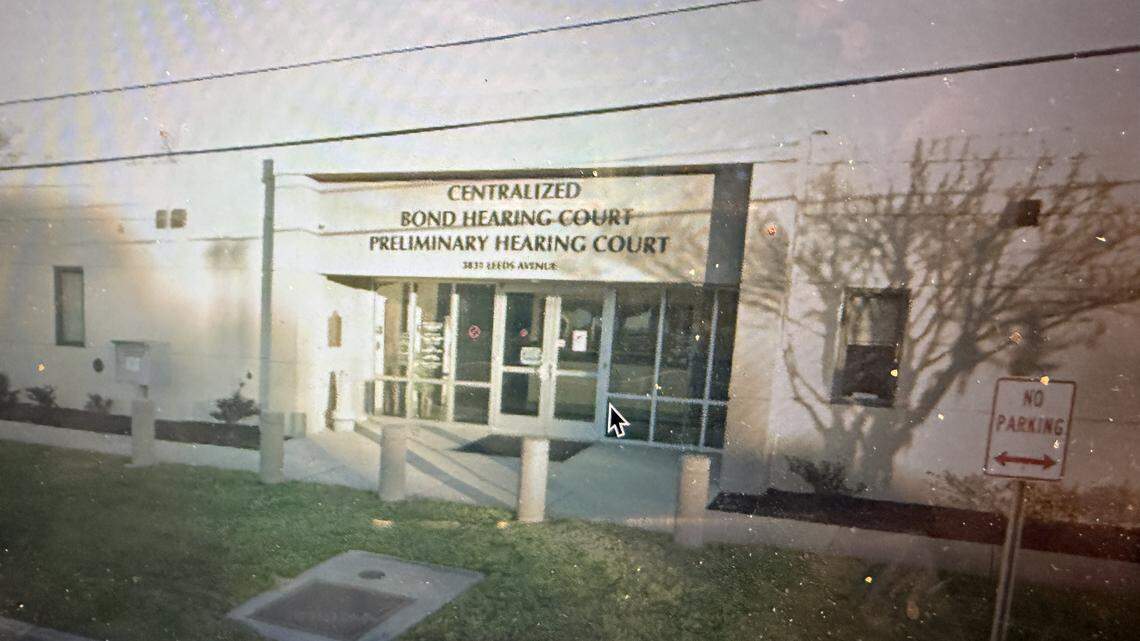 CENTRALIZED
BOND HEARING COURT
PRELIMINARY HEARING COURT
3831 LEEDS AVENUE
NO
PARKING